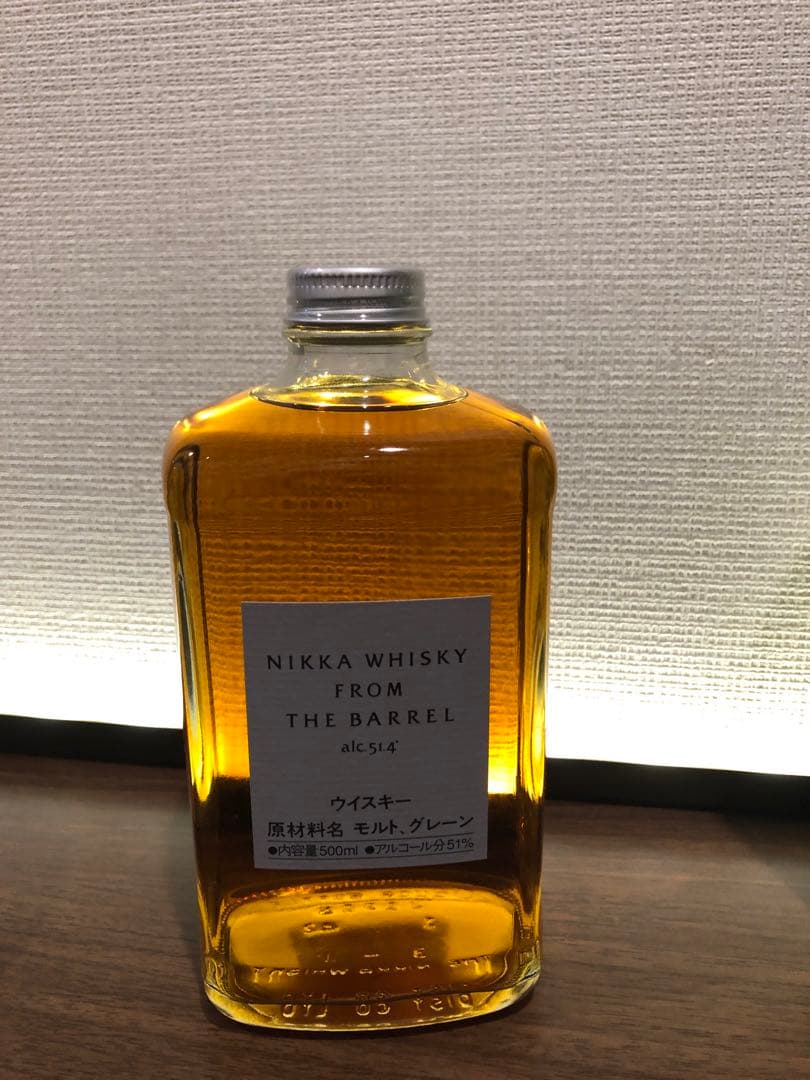 NIKKA WHISKY
FROM
THE BARREL
alc.51.4°
ウイスキー
原材料名 モルト、グレーン
●内容量500ml ●アルコール分51%